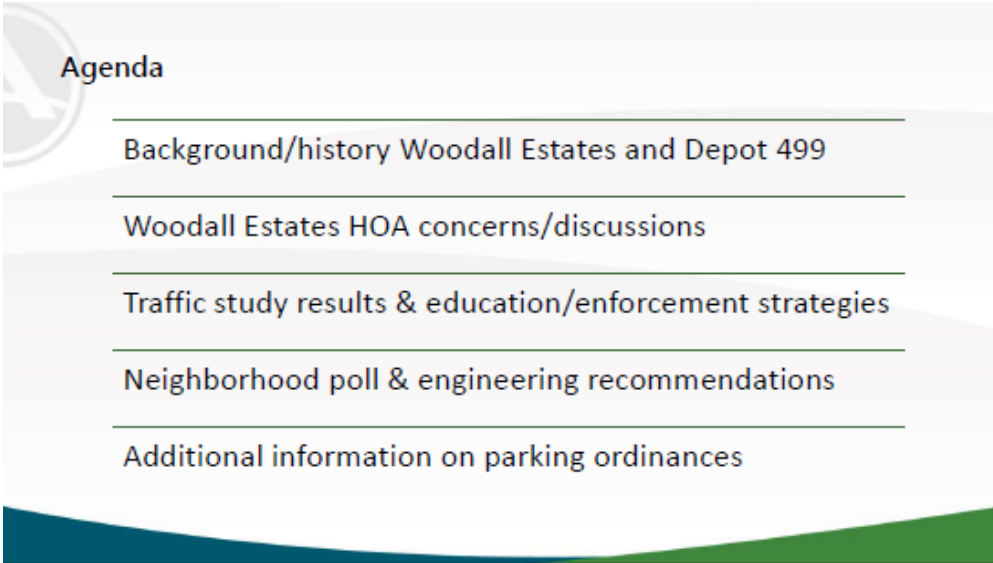 Agenda
Background/history Woodall Estates and Depot 499
Woodall Estates HOA concerns/discussions
Traffic study results & education/enforcement strategies
Neighborhood poll & engineering recommendations
Additional information on parking ordinances